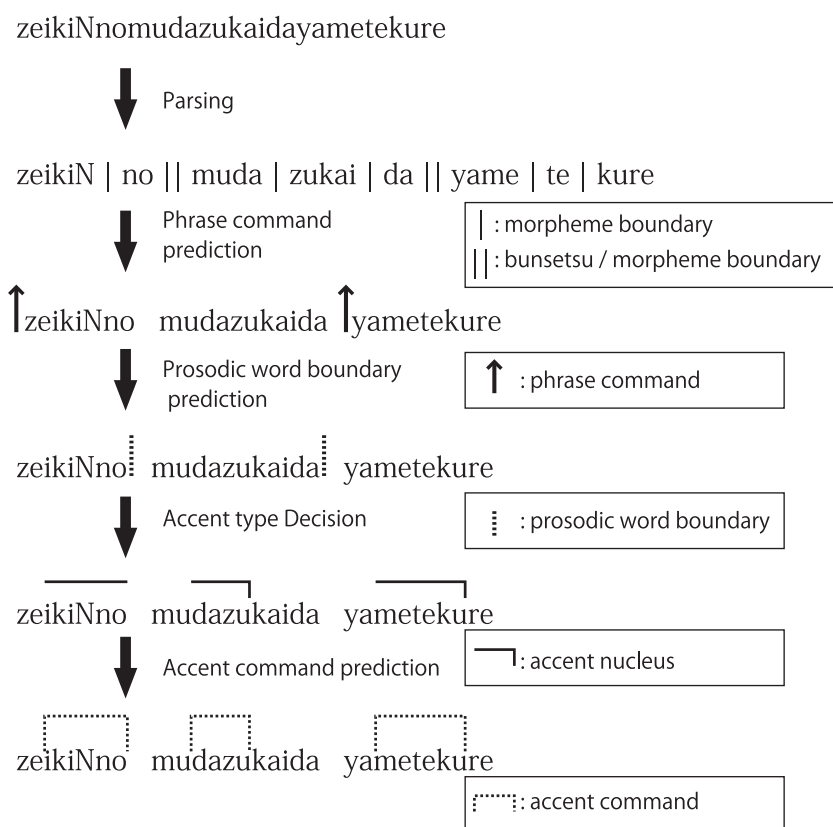 zeikiNnomudazukaidayametekure
Parsing
zeikiN | no || muda | zukai | da || yame | te | kure
Phrase command
prediction
| : morpheme boundary
|| : bunsetsu / morpheme boundary
zeikiNno mudazukaida yametekure
Prosodic word boundary
prediction
: phrase command
zeikiNno mudazukaida yametekure
Accent type Decision
: prosodic word boundary
zeikiNno mudazukaida yametekure
Accent command prediction
: accent nucleus
zeikiNno mudazukaida yametekure
: accent command